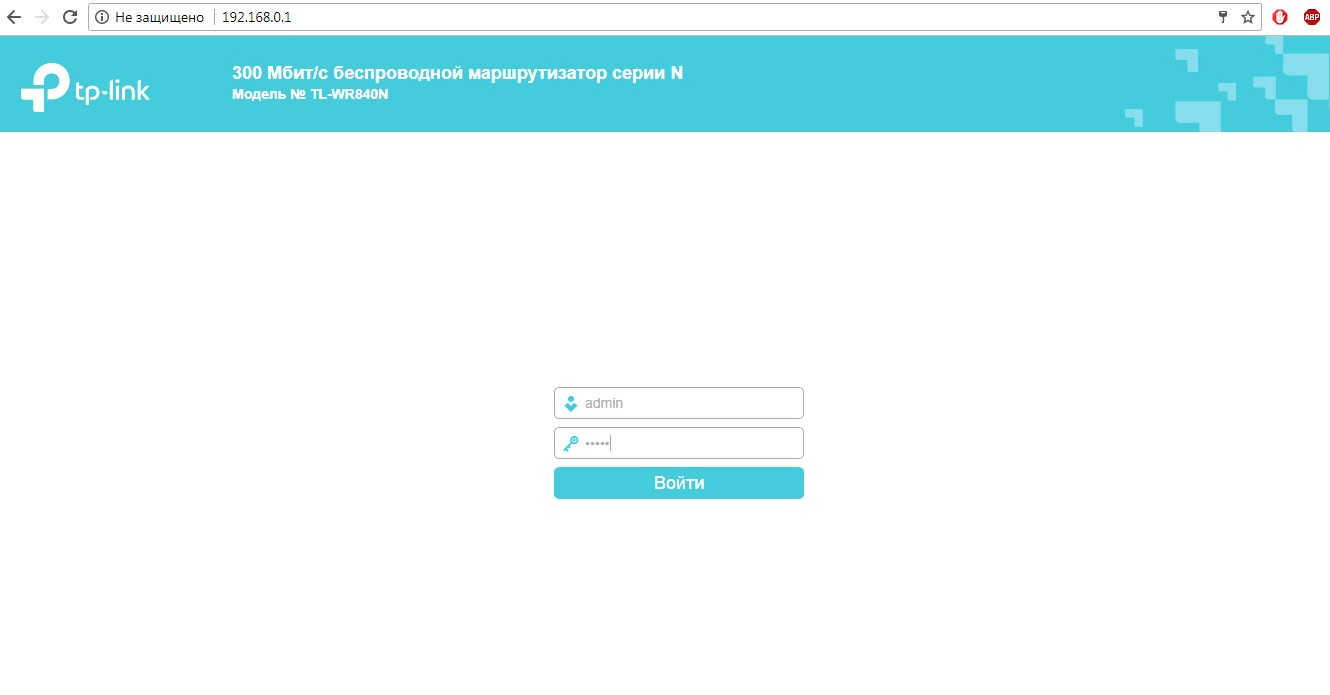 Не защищено 192.168.0.1
ABP
tp-link
300 Мбит/с беспроводной маршрутизатор серии N
Модель № TL-WR840N
admin
•••••
Войти